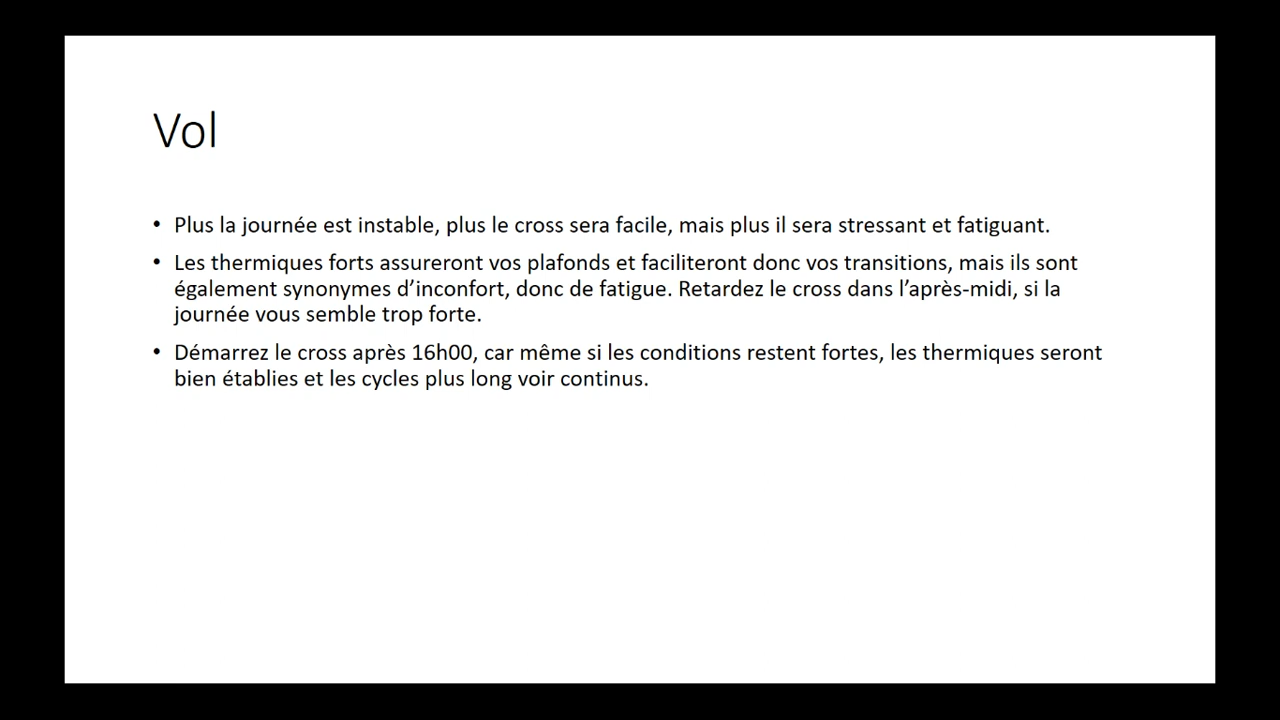 Vol
• Plus la journée est instable, plus le cross sera facile, mais plus il sera stressant et fatiguant.
• Les thermiques forts assureront vos plafonds et faciliteront donc vos transitions, mais ils sont
également synonymes d’inconfort, donc de fatigue. Retardez le cross dans l’après-midi, si la
journée vous semble trop forte.
• Démarrez le cross après 16h00, car même si les conditions restent fortes, les thermiques seront
bien établies et les cycles plus long voir continus.